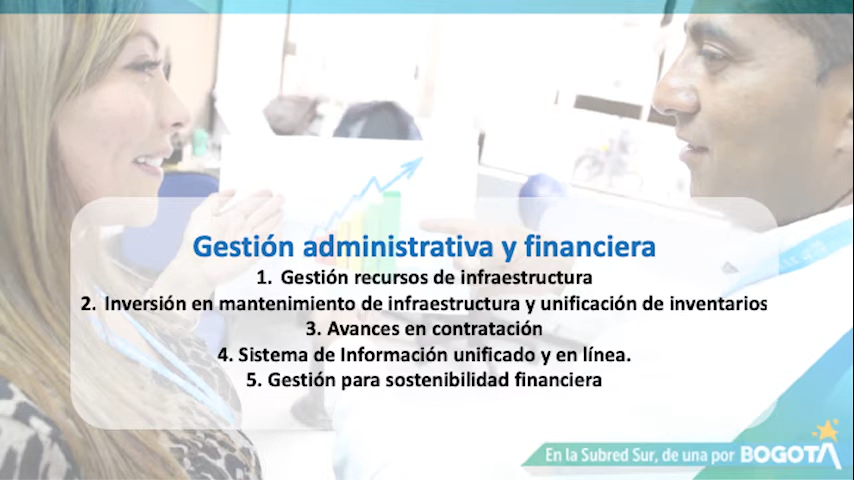 Gestión administrativa y financiera
1. Gestión recursos de infraestructura
2. Inversión en mantenimiento de infraestructura y unificación de inventarios
3. Avances en contratación
4. Sistema de Información unificado y en línea.
5. Gestión para sostenibilidad financiera
En la Subred Sur, de una por BOGOTÁ